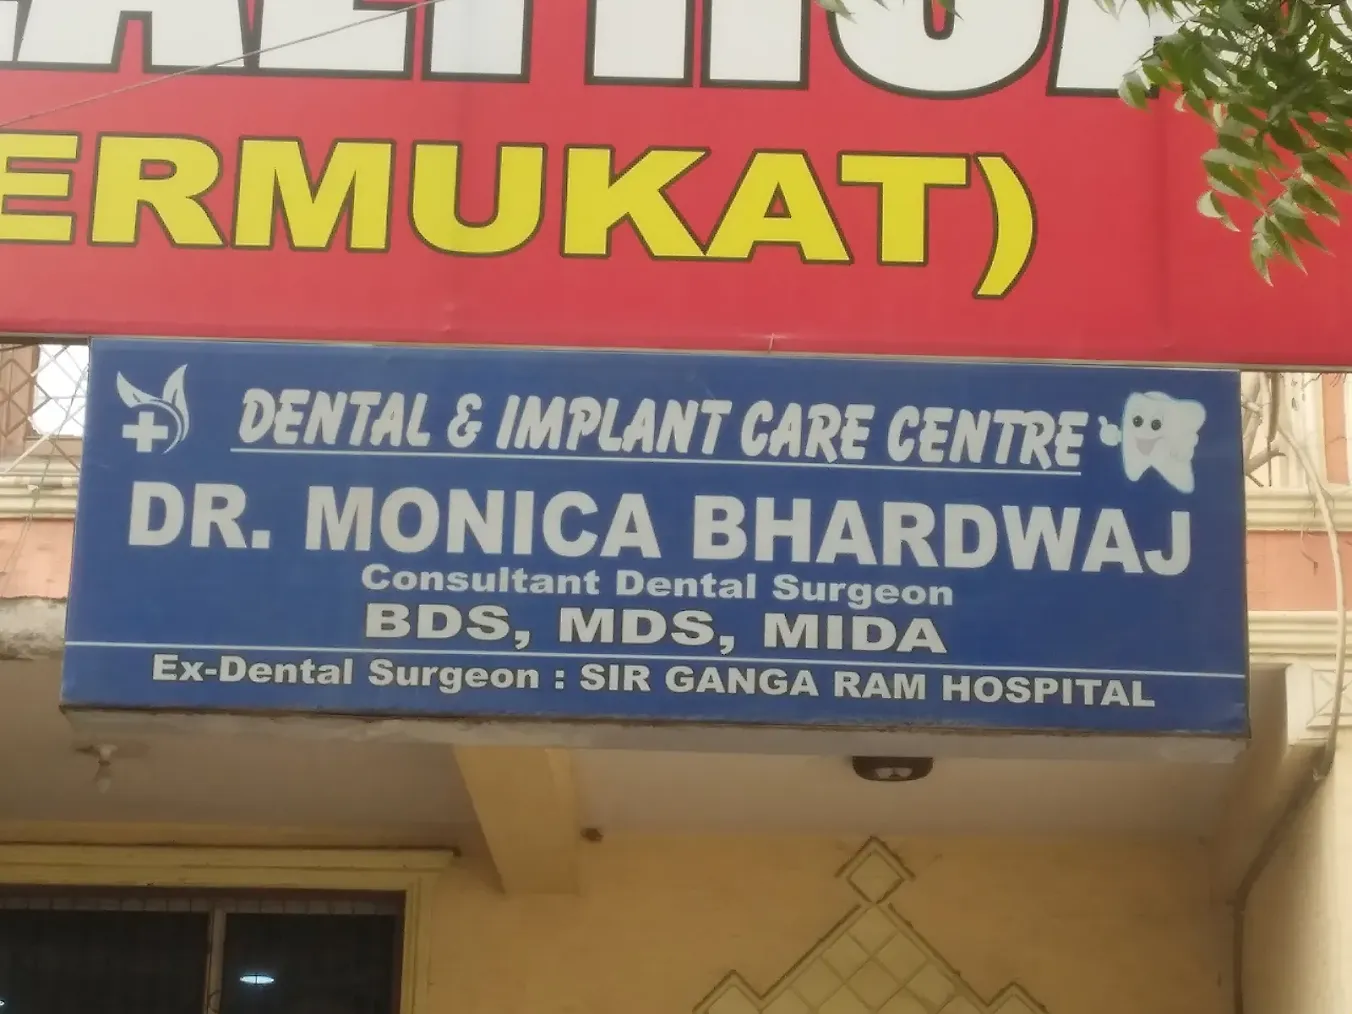 ERMUKAT)
DENTAL & IMPLANT CARE CENTRE
DR. MONICA BHARDWAJ
Consultant Dental Surgeon
BDS, MDS, MIDA
Ex-Dental Surgeon : SIR GANGA RAM HOSPITAL